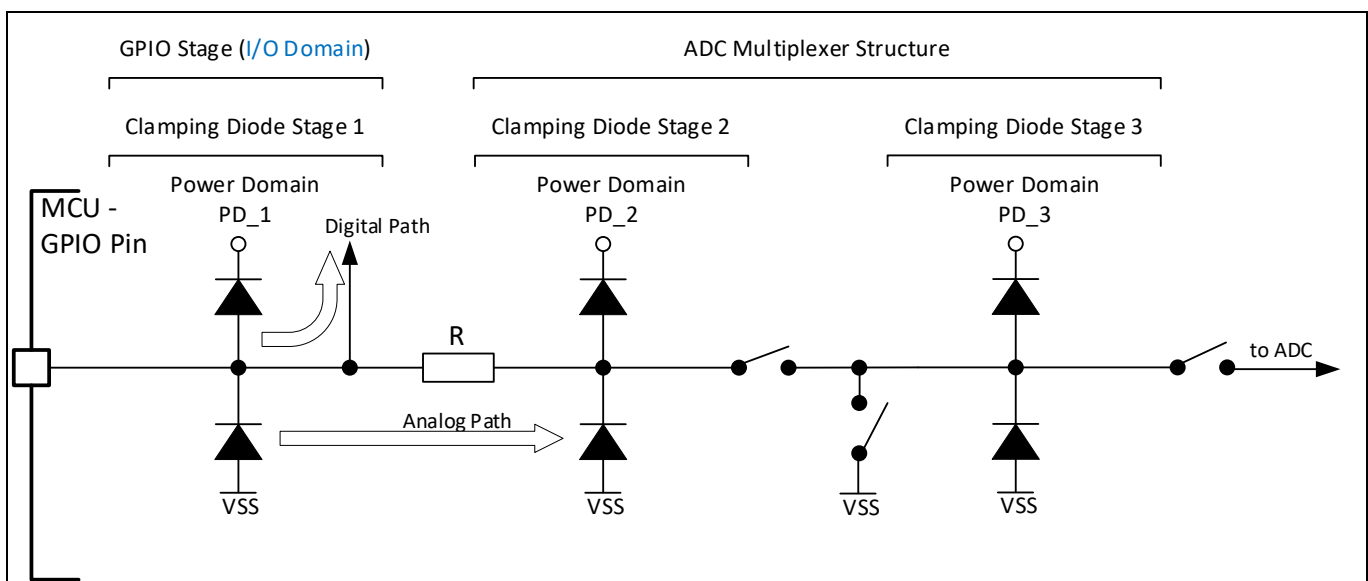 GPIO Stage (I/O Domain)
ADC Multiplexer Structure
Clamping Diode Stage 1
Clamping Diode Stage 2
Clamping Diode Stage 3
Power Domain
PD_1
Power Domain
PD_2
Power Domain
PD_3
MCU -
GPIO Pin
Digital Path
R
to ADC
Analog Path
VSS
VSS
VSS
VSS